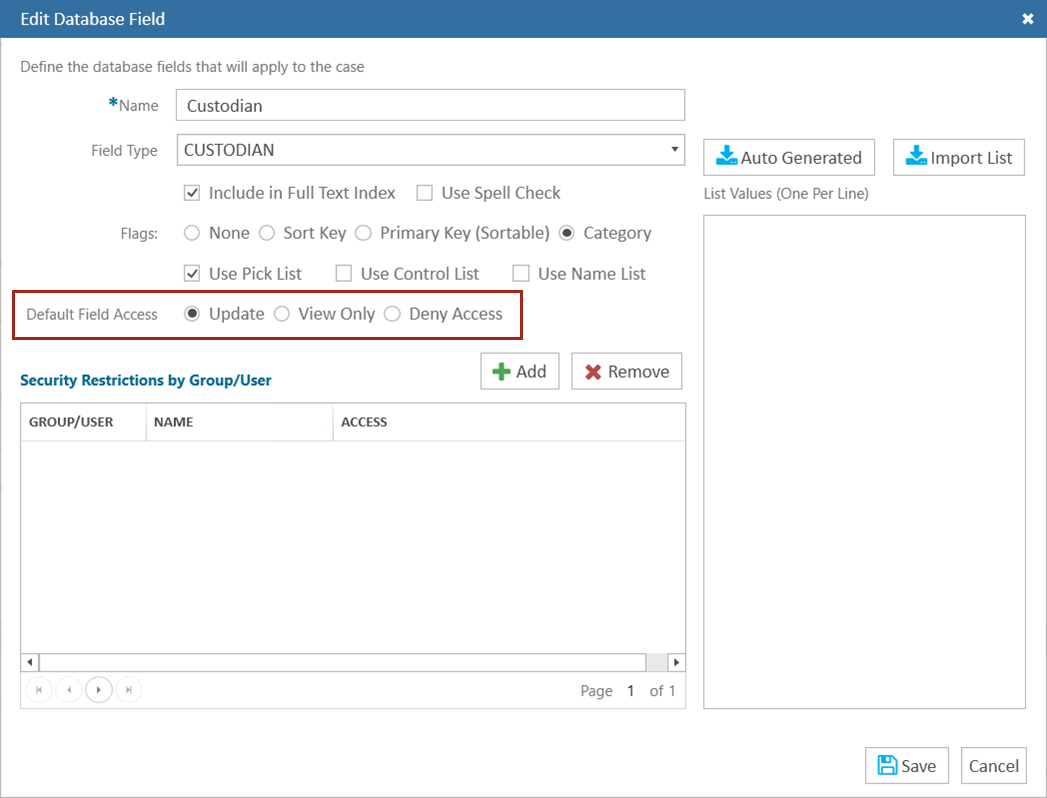 Edit Database Field
Define the database fields that will apply to the case
*Name Custodian
Field Type CUSTODIAN
Auto Generated Import List
Include in Full Text Index Use Spell Check
List Values (One Per Line)
Flags: None Sort Key Primary Key (Sortable) Category
Use Pick List Use Control List Use Name List
Default Field Access Update View Only Deny Access
Security Restrictions by Group/User
Add Remove
GROUP/USER NAME ACCESS
Page 1 of 1
Save Cancel